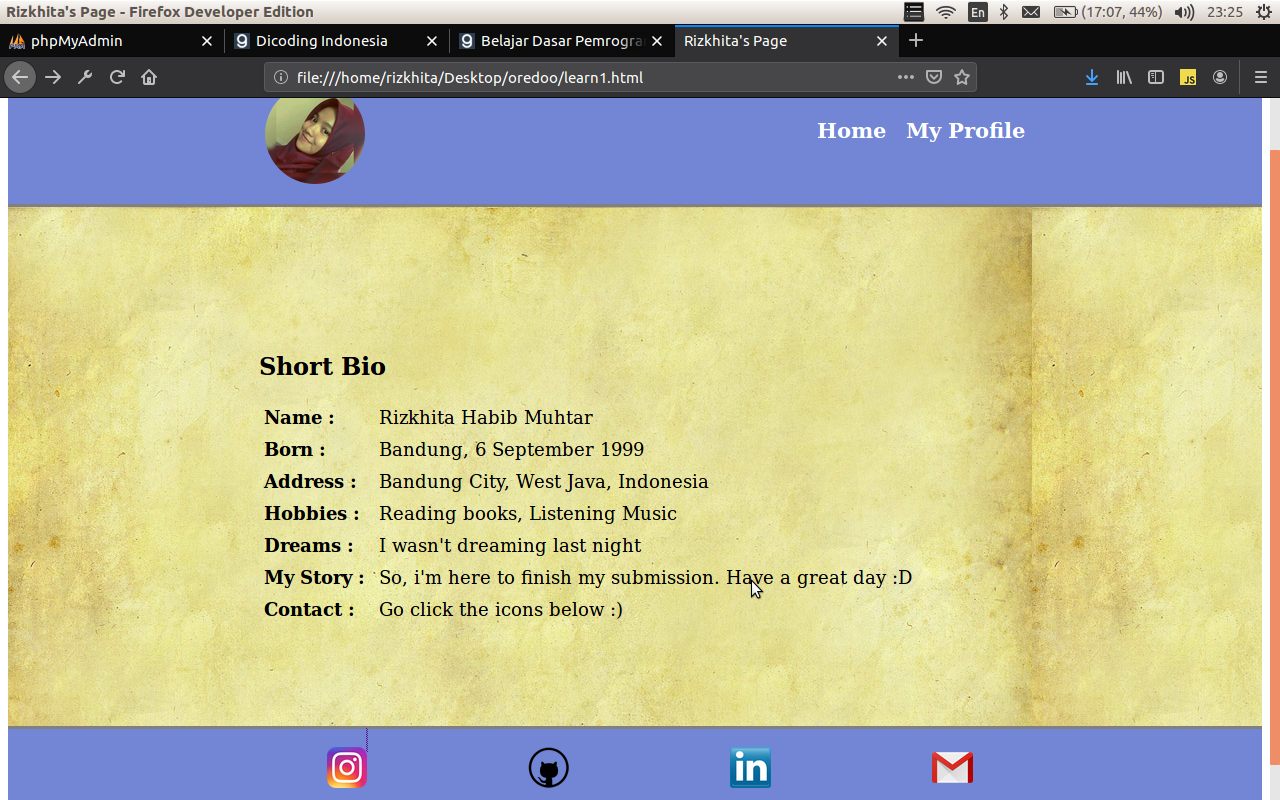 Rizkhita's Page - Firefox Developer Edition
En
(17:07, 44%)
23:25
phpMyAdmin
Dicoding Indonesia
Belajar Dasar Pemrogra
Rizkhita's Page
file:///home/rizkhita/Desktop/oredoo/learn1.html
JS
Home My Profile
Short Bio
Name : Rizkhita Habib Muhtar
Born : Bandung, 6 September 1999
Address : Bandung City, West Java, Indonesia
Hobbies : Reading books, Listening Music
Dreams : I wasn't dreaming last night
My Story : So, i'm here to finish my submission. Have a great day :D
Contact : Go click the icons below :)
in